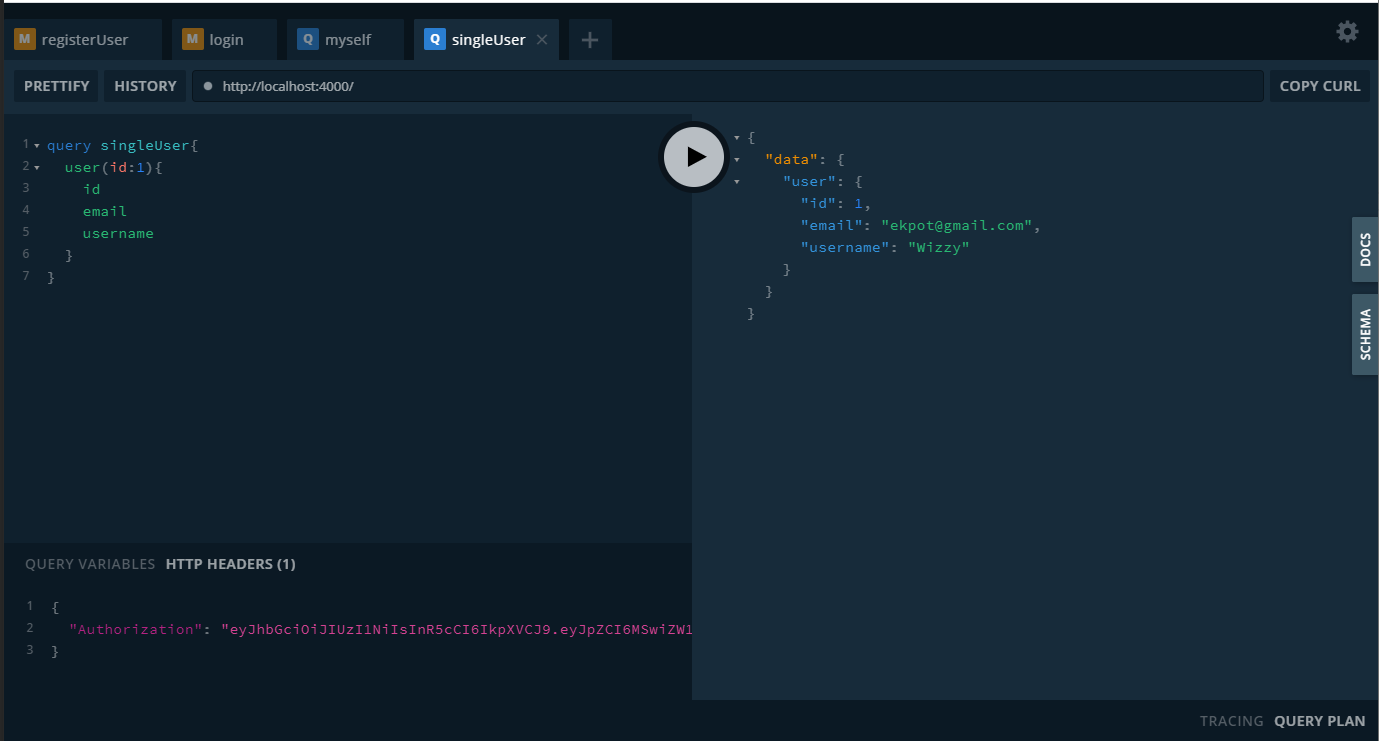 M registerUser M login Q myself Q singleUser × +
PRETTIFY HISTORY http://localhost:4000/ COPY CURL
1 query singleUser{
2 user(id:1){
3 id
4 email
5 username
6 }
7 }
{
"data": {
"user": {
"id": 1,
"email": "ekpot@gmail.com",
"username": "Wizzy"
}
}
}
DOCS
SCHEMA
QUERY VARIABLES HTTP HEADERS (1)
1 {
2 "Authorization": "eyJhbGciOiJIUzI1NiIsInR5cCI6IkpXVCJ9.eyJpZCI6MSwiZW1
3 }
TRACING QUERY PLAN